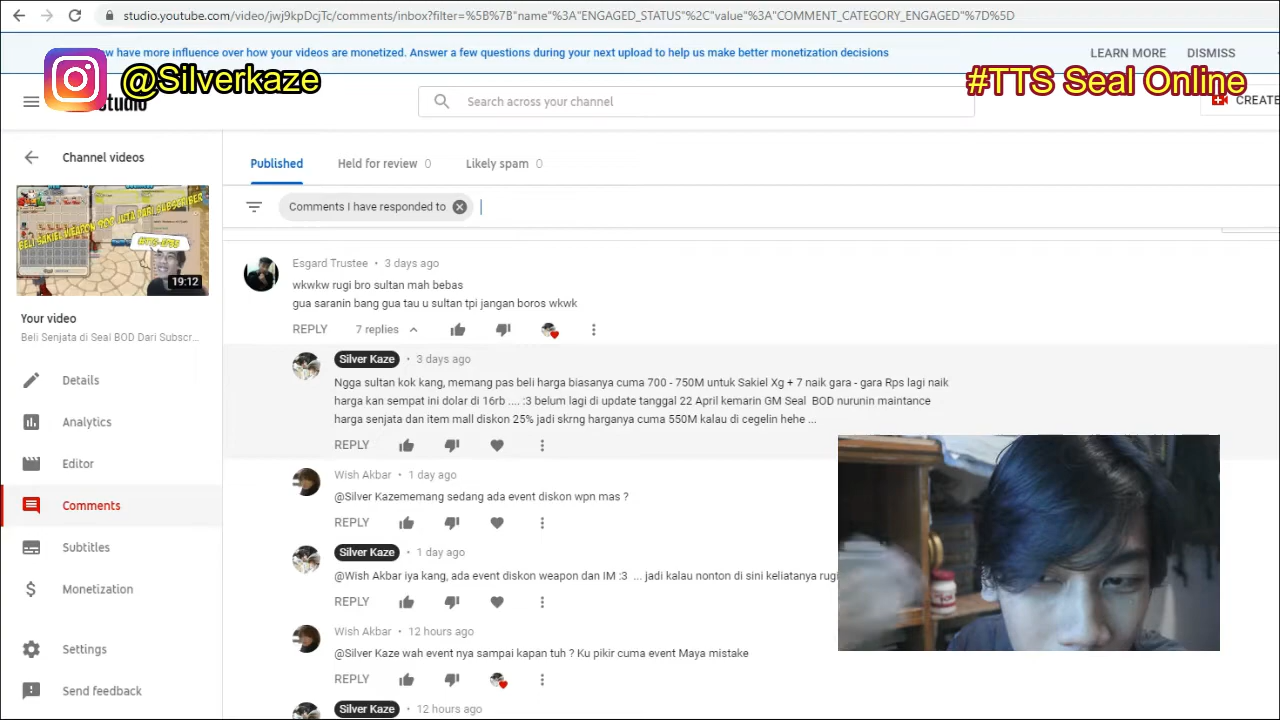 studio.youtube.com/video/jwj9kpDcjTc/comments/inbox?filter=%5B%7B"name"%3A"ENGAGED_STATUS"%2C"value"%3A"COMMENT_CATEGORY_ENGAGED"%7D%5D
have more influence over how your videos are monetized. Answer a few questions during your next upload to help us make better monetization decisions
LEARN MORE
DISMISS
@Silverkaze
#TTS Seal Online
Studio
Search across your channel
CREATE
Channel videos
Published
Held for review 0
Likely spam 0
Comments I have responded to
#TTS-EP95
19:12
Your video
Beli Senjata di Seal BOD Dari Subscr...
Details
Analytics
Editor
Comments
Subtitles
Monetization
Settings
Send feedback
Esgard Trustee • 3 days ago
wkwkw rugi bro sultan mah bebas
gua saranin bang gua tau u sultan tpi jangan boros wkwk
REPLY 7 replies
Silver Kaze • 3 days ago
Ngga sultan kok kang, memang pas beli harga biasanya cuma 700 - 750M untuk Sakiel Xg + 7 naik gara - gara Rps lagi naik
harga kan sempat ini dolar di 16rb .... :3 belum lagi di update tanggal 22 April kemarin GM Seal BOD nurunin maintance
harga senjata dan item mall diskon 25% jadi skrng harganya cuma 550M kalau di cegelin hehe ...
REPLY
Wish Akbar • 1 day ago
@Silver Kazememang sedang ada event diskon wpn mas ?
REPLY
Silver Kaze • 1 day ago
@Wish Akbar iya kang, ada event diskon weapon dan IM :3 ... jadi kalau nonton di sini keliatanya rugi
REPLY
Wish Akbar • 12 hours ago
@Silver Kaze wah event nya sampai kapan tuh ? Ku pikir cuma event Maya mistake
REPLY
Silver Kaze • 12 hours ago